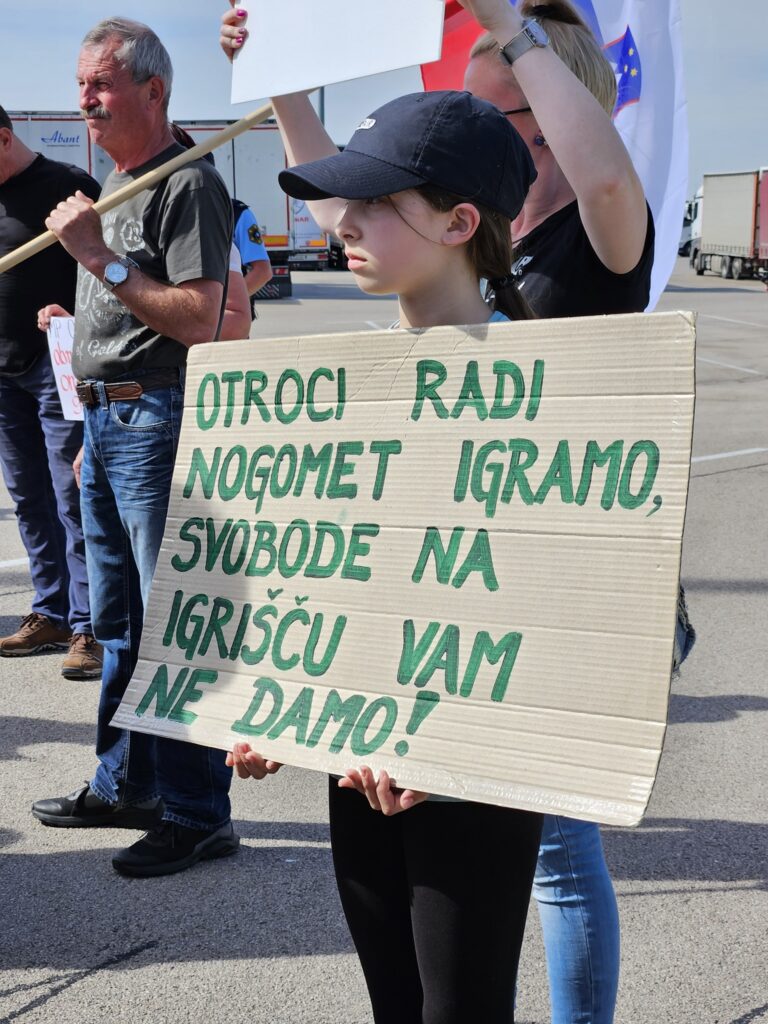 Abant
OTROCI RADI
NOGOMET IGRAMO,
SVOBODE NA
IGRIŠČU VAM
NE DAMO!